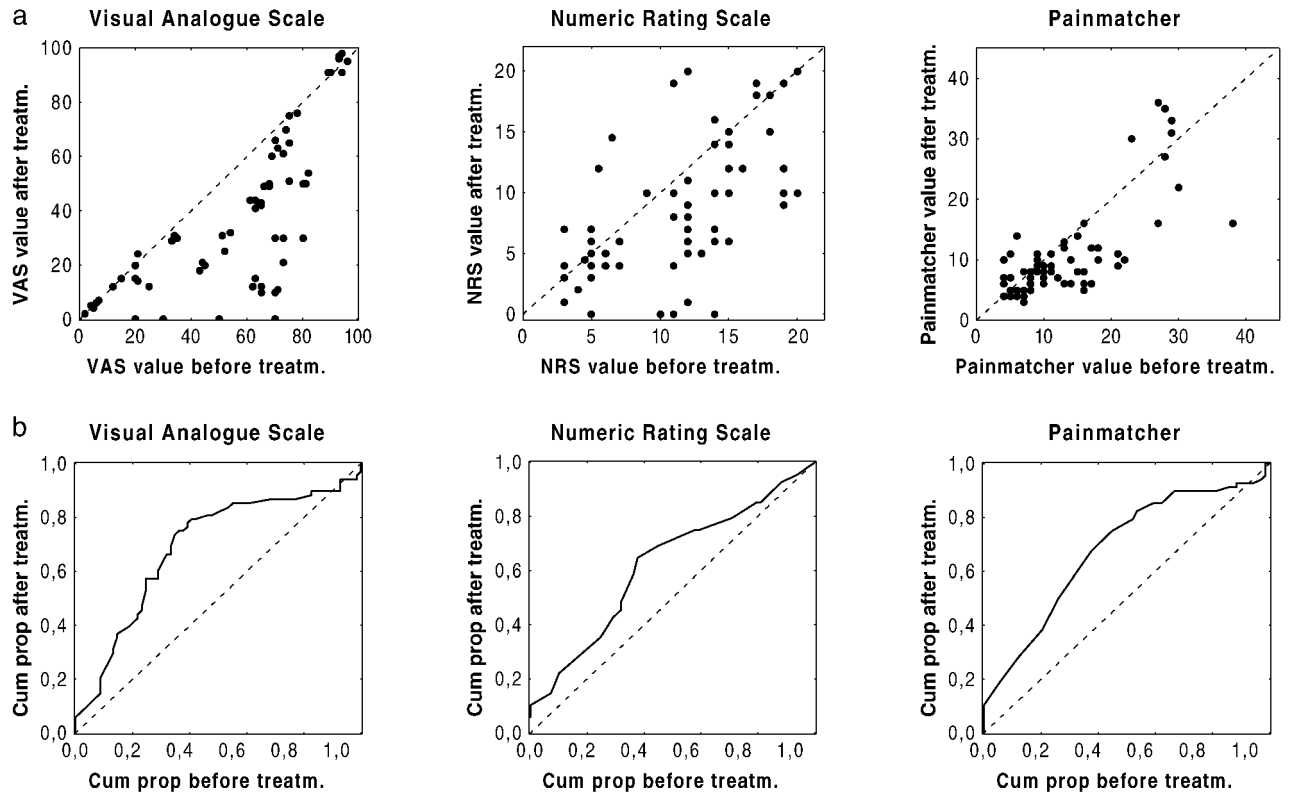 a
Visual Analogue Scale
Numeric Rating Scale
Painmatcher
VAS value after treatm.
100
80
60
40
20
0
0 20 40 60 80 100
VAS value before treatm.
NRS value after treatm.
20
15
10
5
0
0 5 10 15 20
NRS value before treatm.
Painmatcher value after treatm.
40
30
20
10
0
0 10 20 30 40
Painmatcher value before treatm.
b
Visual Analogue Scale
Numeric Rating Scale
Painmatcher
Cum prop after treatm.
1,0
0,8
0,6
0,4
0,2
0,0
0,0 0,2 0,4 0,6 0,8 1,0
Cum prop before treatm.
Cum prop after treatm.
1,0
0,8
0,6
0,4
0,2
0,0
0,0 0,2 0,4 0,6 0,8 1,0
Cum prop before treatm.
Cum prop after treatm.
1,0
0,8
0,6
0,4
0,2
0,0
0,0 0,2 0,4 0,6 0,8 1,0
Cum prop before treatm.